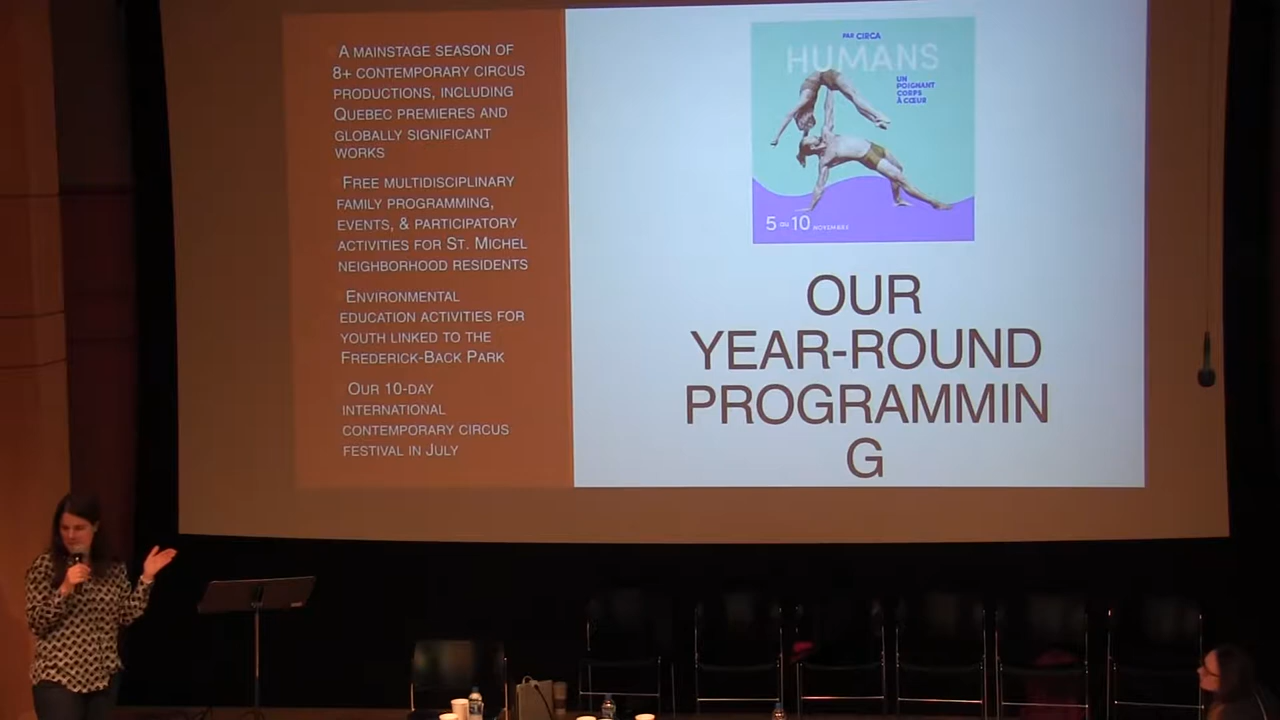 A MAINSTAGE SEASON OF
8+ CONTEMPORARY CIRCUS
PRODUCTIONS, INCLUDING
QUEBEC PREMIERES AND
GLOBALLY SIGNIFICANT
WORKS
FREE MULTIDISCIPLINARY
FAMILY PROGRAMMING,
EVENTS, & PARTICIPATORY
ACTIVITIES FOR ST. MICHEL
NEIGHBORHOOD RESIDENTS
ENVIRONMENTAL
EDUCATION ACTIVITIES FOR
YOUTH LINKED TO THE
FREDERICK-BACK PARK
OUR 10-DAY
INTERNATIONAL
CONTEMPORARY CIRCUS
FESTIVAL IN JULY
PAR CIRCA
HUMANS
UN
POIGNANT
CORPS
À CŒUR
5 au 10 NOVEMBRE
OUR
YEAR-ROUND
PROGRAMMIN
G